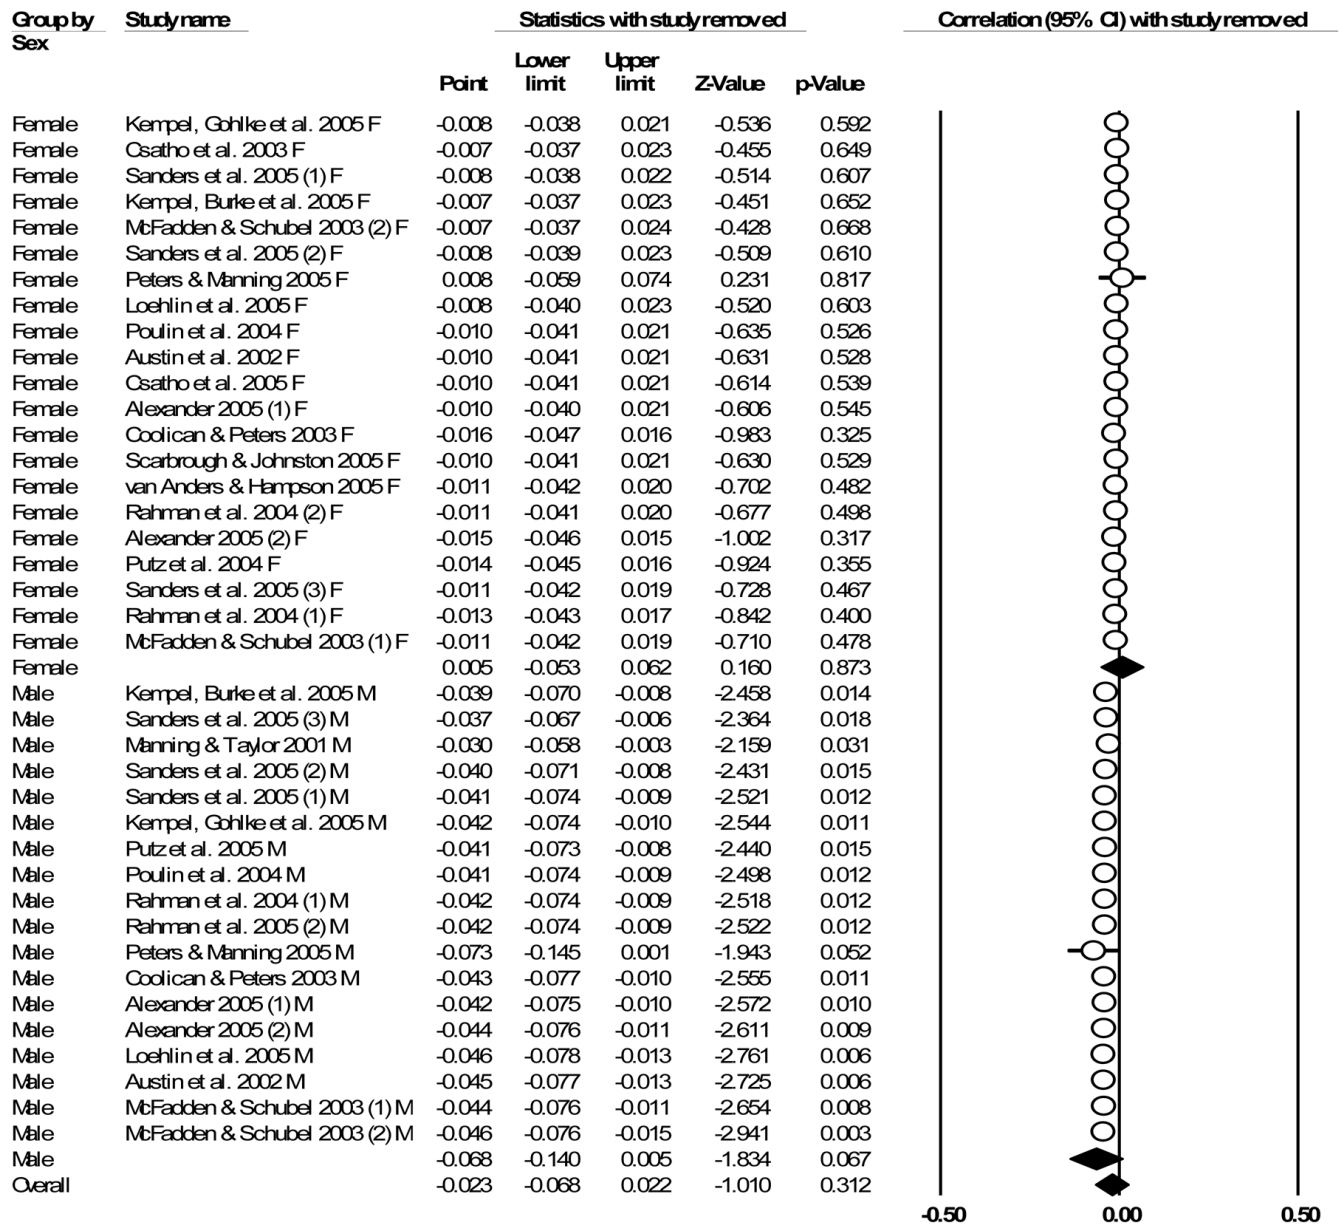 Group by Study name Statistics with study removed Correlation (95% CI) with study removed
Sex
Lower Upper
Point limit limit Z-Value p-Value
Female Kempel, Gohlke et al. 2005 F -0.008 -0.038 0.021 -0.536 0.592
Female Csatho et al. 2003 F -0.007 -0.037 0.023 -0.455 0.649
Female Sanders et al. 2005 (1) F -0.008 -0.038 0.022 -0.514 0.607
Female Kempel, Burke et al. 2005 F -0.007 -0.037 0.023 -0.451 0.652
Female McFadden & Schubel 2003 (2) F -0.007 -0.037 0.024 -0.428 0.668
Female Sanders et al. 2005 (2) F -0.008 -0.039 0.023 -0.509 0.610
Female Peters & Manning 2005 F 0.008 -0.059 0.074 0.231 0.817
Female Loehlin et al. 2005 F -0.008 -0.040 0.023 -0.520 0.603
Female Poulin et al. 2004 F -0.010 -0.041 0.021 -0.635 0.526
Female Austin et al. 2002 F -0.010 -0.041 0.021 -0.631 0.528
Female Csatho et al. 2005 F -0.010 -0.041 0.021 -0.614 0.539
Female Alexander 2005 (1) F -0.010 -0.040 0.021 -0.606 0.545
Female Coolican & Peters 2003 F -0.016 -0.047 0.016 -0.983 0.325
Female Scarbrough & Johnston 2005 F -0.010 -0.041 0.021 -0.630 0.529
Female van Anders & Hampson 2005 F -0.011 -0.042 0.020 -0.702 0.482
Female Rahman et al. 2004 (2) F -0.011 -0.041 0.020 -0.677 0.498
Female Alexander 2005 (2) F -0.015 -0.046 0.015 -1.002 0.317
Female Putz et al. 2004 F -0.014 -0.045 0.016 -0.924 0.355
Female Sanders et al. 2005 (3) F -0.011 -0.042 0.019 -0.728 0.467
Female Rahman et al. 2004 (1) F -0.013 -0.043 0.017 -0.842 0.400
Female McFadden & Schubel 2003 (1) F -0.011 -0.042 0.019 -0.710 0.478
Female 0.005 -0.053 0.062 0.160 0.873
Male Kempel, Burke et al. 2005 M -0.039 -0.070 -0.008 -2.458 0.014
Male Sanders et al. 2005 (3) M -0.037 -0.067 -0.006 -2.364 0.018
Male Manning & Taylor 2001 M -0.030 -0.058 -0.003 -2.159 0.031
Male Sanders et al. 2005 (2) M -0.040 -0.071 -0.008 -2.431 0.015
Male Sanders et al. 2005 (1) M -0.041 -0.074 -0.009 -2.521 0.012
Male Kempel, Gohlke et al. 2005 M -0.042 -0.074 -0.010 -2.544 0.011
Male Putz et al. 2005 M -0.041 -0.073 -0.008 -2.440 0.015
Male Poulin et al. 2004 M -0.041 -0.074 -0.009 -2.498 0.012
Male Rahman et al. 2004 (1) M -0.042 -0.074 -0.009 -2.518 0.012
Male Rahman et al. 2005 (2) M -0.042 -0.074 -0.009 -2.522 0.012
Male Peters & Manning 2005 M -0.073 -0.145 0.001 -1.943 0.052
Male Coolican & Peters 2003 M -0.043 -0.077 -0.010 -2.555 0.011
Male Alexander 2005 (1) M -0.042 -0.075 -0.010 -2.572 0.010
Male Alexander 2005 (2) M -0.044 -0.076 -0.011 -2.611 0.009
Male Loehlin et al. 2005 M -0.046 -0.078 -0.013 -2.761 0.006
Male Austin et al. 2002 M -0.045 -0.077 -0.013 -2.725 0.006
Male McFadden & Schubel 2003 (1) M -0.044 -0.076 -0.011 -2.654 0.008
Male McFadden & Schubel 2003 (2) M -0.046 -0.076 -0.015 -2.941 0.003
Male -0.068 -0.140 0.005 -1.834 0.067
Overall -0.023 -0.068 0.022 -1.010 0.312
-0.50 0.00 0.50